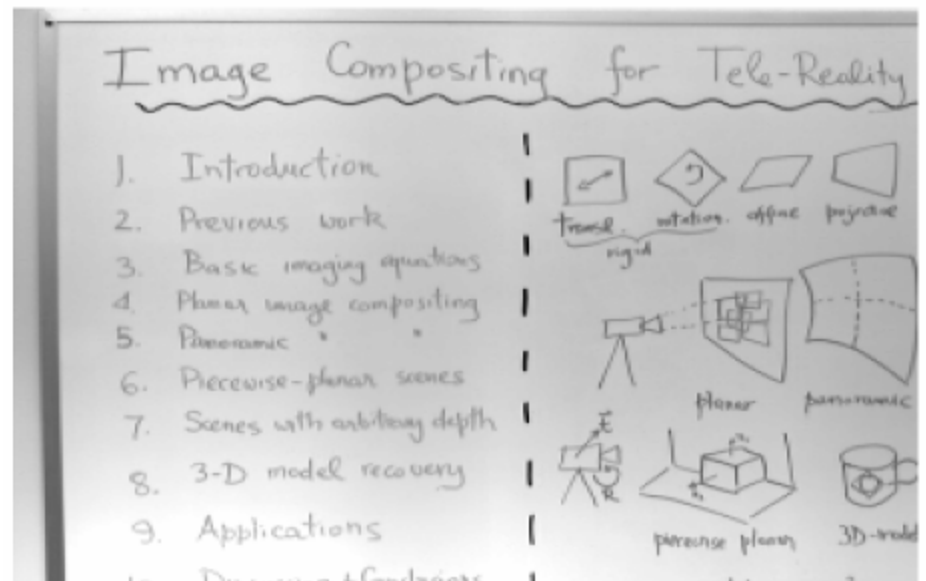 Image Compositing for Tele-Reality
1. Introduction
2. Previous work
3. Basic imaging equations
4. Planar image compositing
5. Panoramic " "
6. Piecewise-planar scenes
7. Scenes with arbitrary depth
8. 3-D model recovery
9. Applications
transl. rotation. affine projective
rigid
planar panoramic
t
R
piecewise planar 3D-model